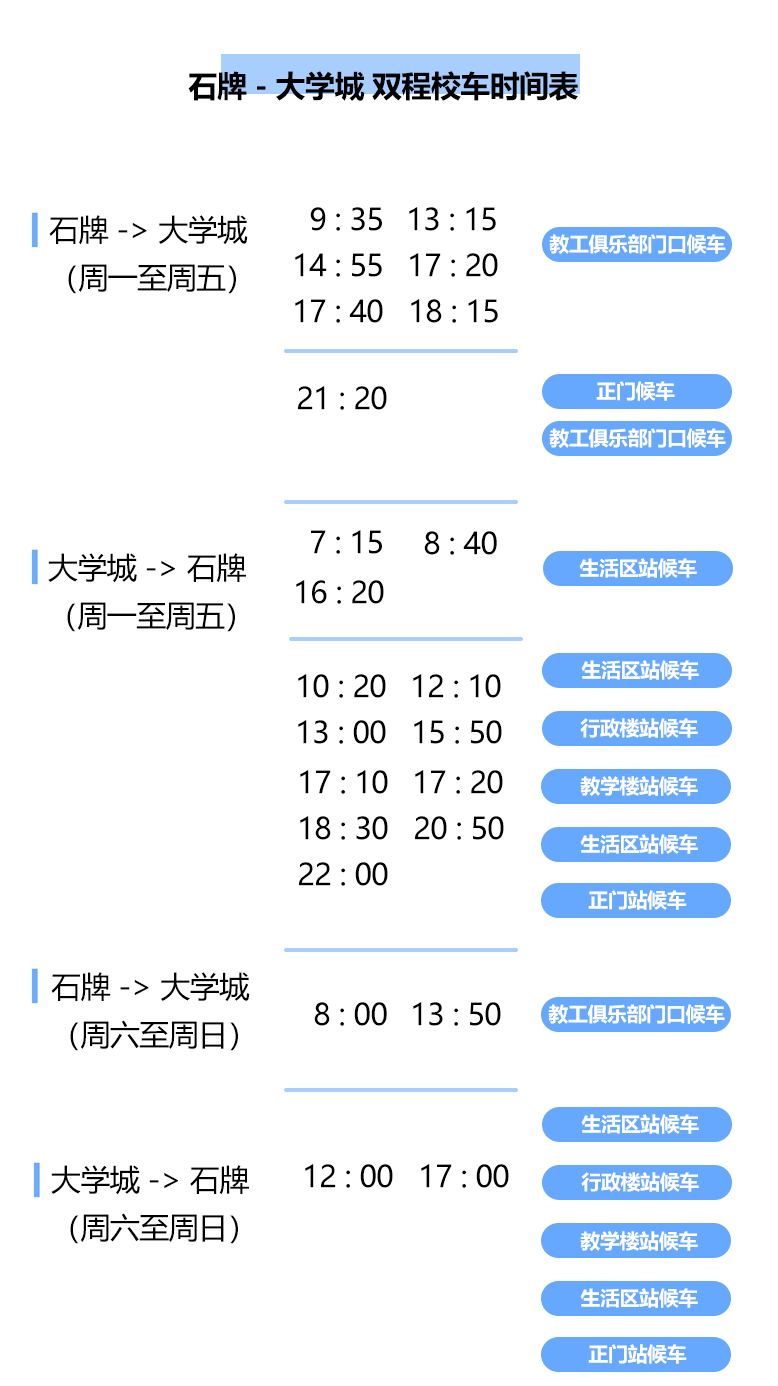 石牌 - 大学城 双程校车时间表
石牌 -> 大学城
（周一至周五）
9 : 35 13 : 15
14 : 55 17 : 20
17 : 40 18 : 15
教工俱乐部门口候车
21 : 20
正门候车
教工俱乐部门口候车
大学城 -> 石牌
（周一至周五）
7 : 15 8 : 40
16 : 20
生活区站候车
10 : 20 12 : 10
13 : 00 15 : 50
17 : 10 17 : 20
18 : 30 20 : 50
22 : 00
生活区站候车
行政楼站候车
教学楼站候车
生活区站候车
正门站候车
石牌 -> 大学城
（周六至周日）
8 : 00 13 : 50
教工俱乐部门口候车
大学城 -> 石牌
（周六至周日）
12 : 00 17 : 00
生活区站候车
行政楼站候车
教学楼站候车
生活区站候车
正门站候车